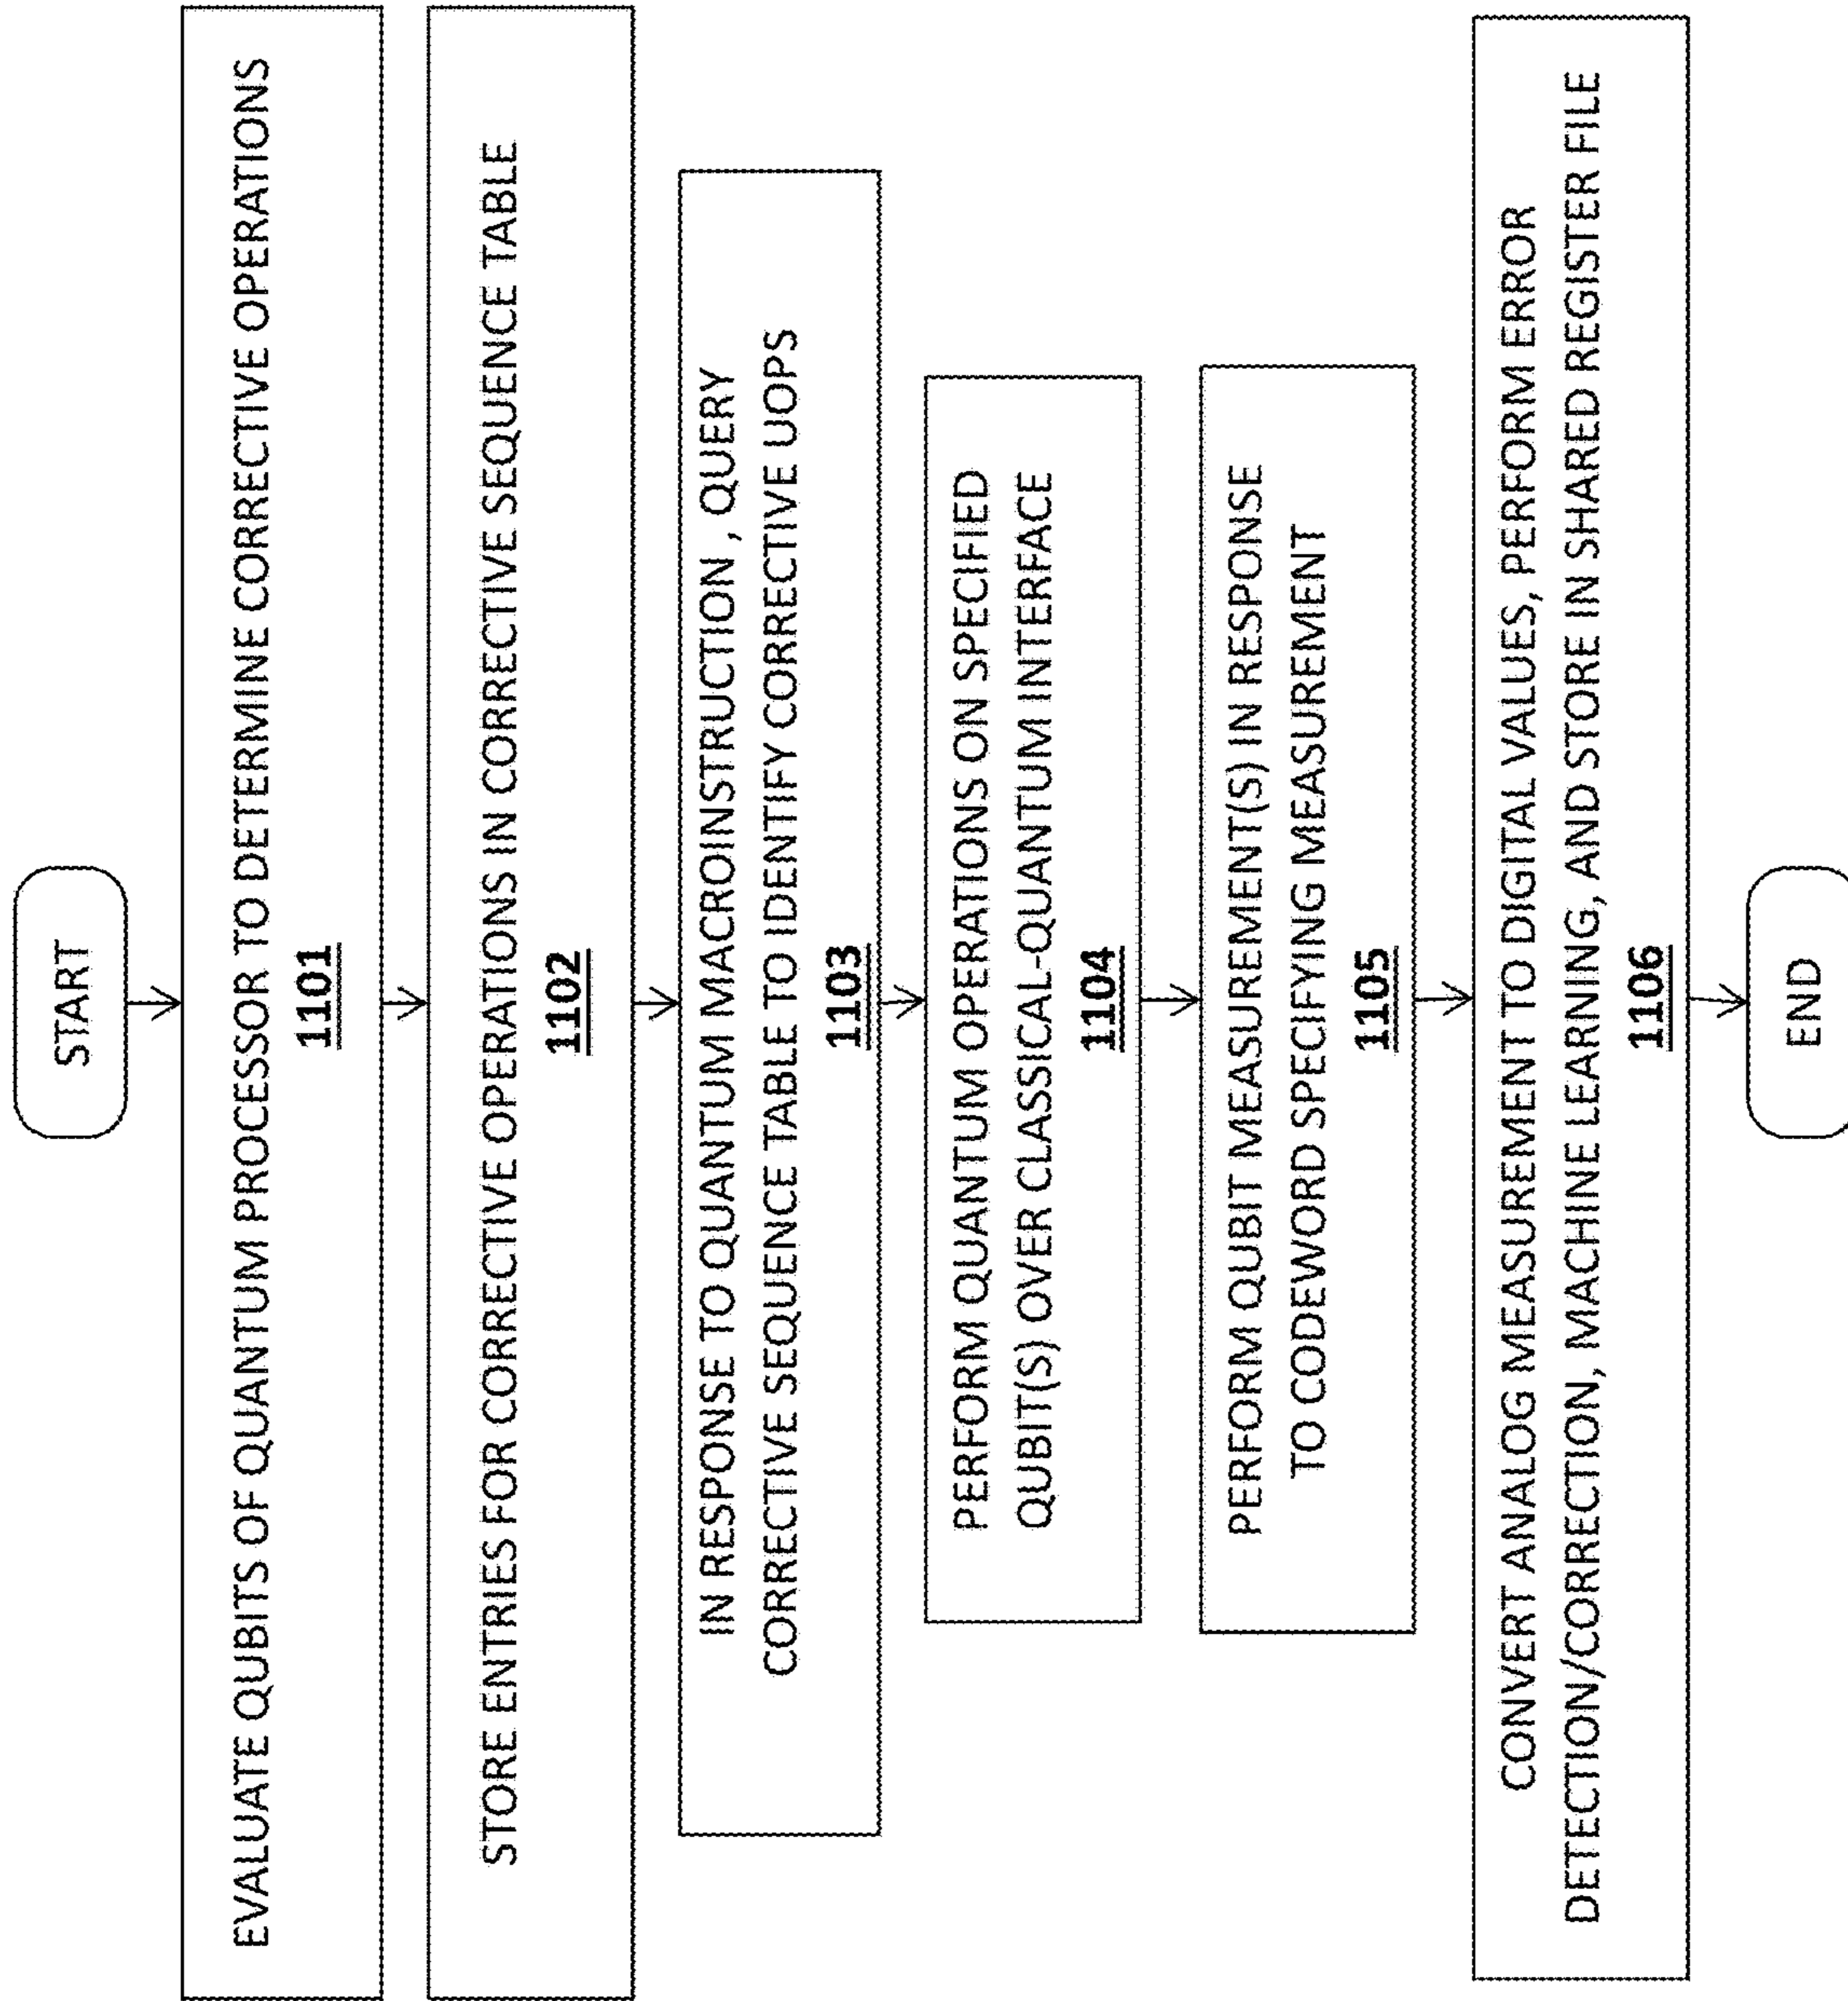 START
EVALUATE QUBITS OF QUANTUM PROCESSOR TO DETERMINE CORRECTIVE OPERATIONS
1101
STORE ENTRIES FOR CORRECTIVE OPERATIONS IN CORRECTIVE SEQUENCE TABLE
1102
IN RESPONSE TO QUANTUM MACROINSTRUCTION , QUERY
CORRECTIVE SEQUENCE TABLE TO IDENTIFY CORRECTIVE UOPS
1103
PERFORM QUANTUM OPERATIONS ON SPECIFIED
QUBIT(S) OVER CLASSICAL-QUANTUM INTERFACE
1104
PERFORM QUBIT MEASUREMENT(S) IN RESPONSE
TO CODEWORD SPECIFYING MEASUREMENT
1105
CONVERT ANALOG MEASUREMENT TO DIGITAL VALUES, PERFORM ERROR
DETECTION/CORRECTION, MACHINE LEARNING, AND STORE IN SHARED REGISTER FILE
1106
END